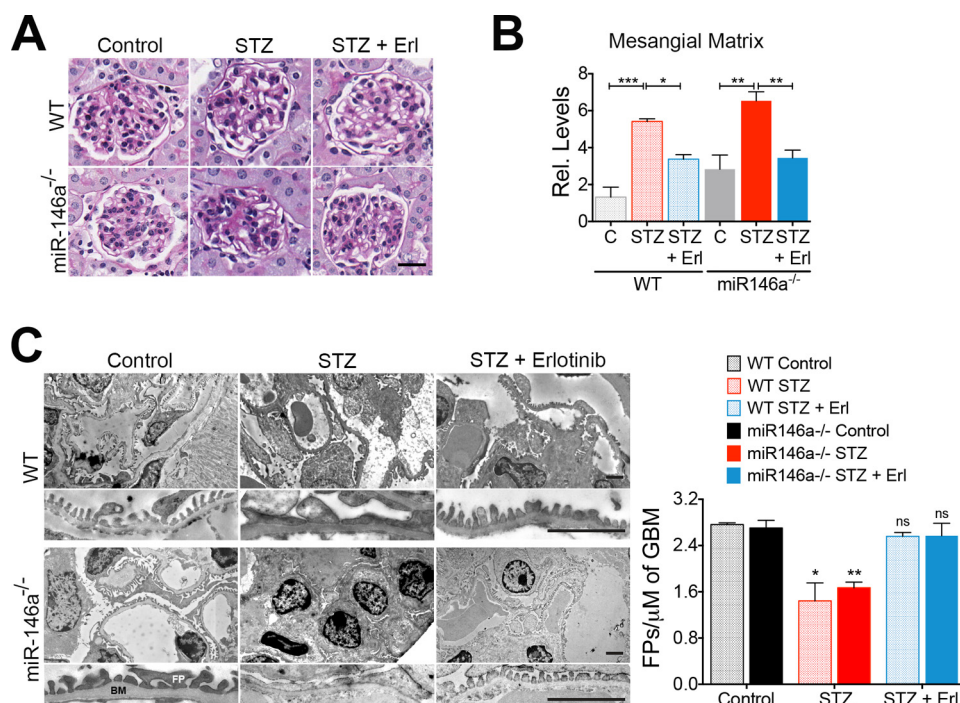 A
Control
STZ
STZ + Erl
WT
miR-146a-/-
B
Mesangial Matrix
Rel. Levels
8
6
4
2
0
***
*
**
**
C
STZ
STZ
+ Erl
C
STZ
STZ
+ Erl
WT
miR146a-/-
C
Control
STZ
STZ + Erlotinib
WT
miR-146a-/-
FP
BM
WT Control
WT STZ
WT STZ + Erl
miR146a-/- Control
miR146a-/- STZ
miR146a-/- STZ + Erl
FPs/µM of GBM
3.2
2.4
1.6
0.8
0.0
*
**
ns
ns
Control
STZ
STZ + Erl